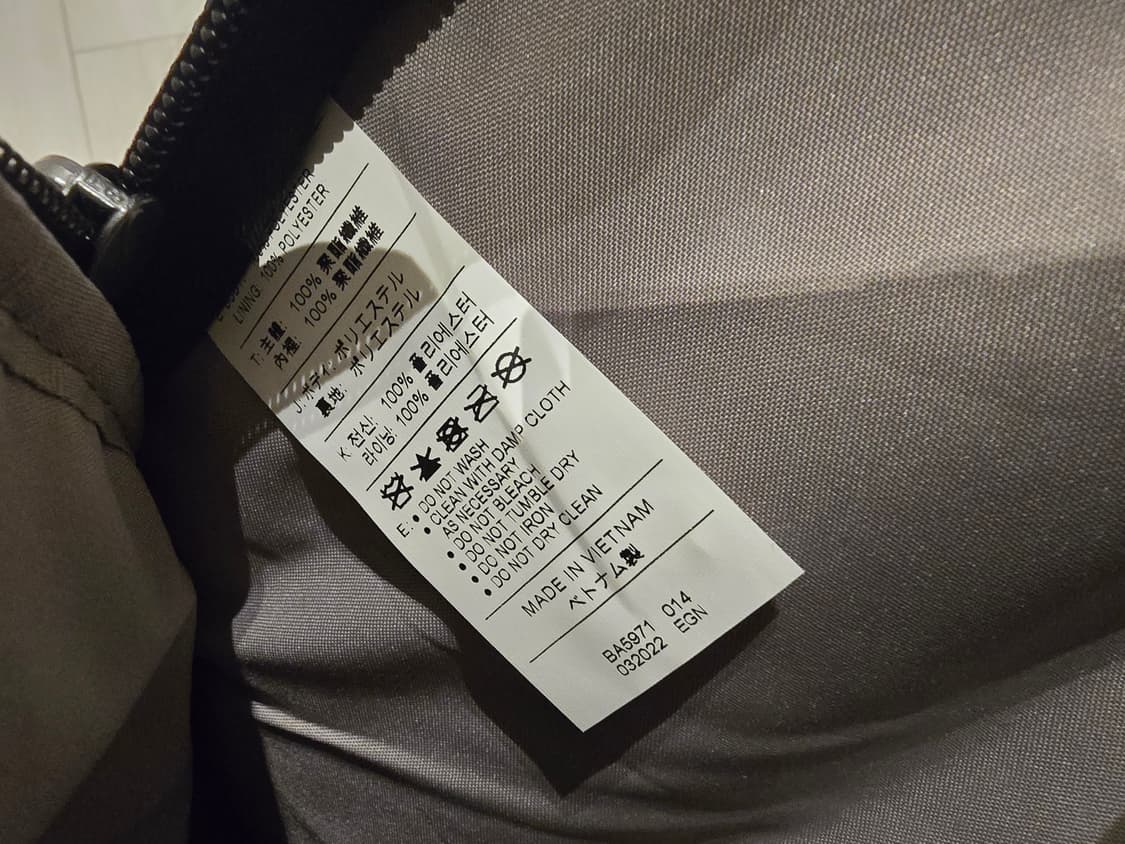 100% POLYESTER
LINING: 100% POLYESTER
T: 主體: 100% 聚酯纖維
內裡: 100% 聚酯纖維
J: ボディ: ポリエステル
裏地: ポリエステル
K 전신: 100% 폴리에스터
라이닝: 100% 폴리에스터
E: • DO NOT WASH
• CLEAN WITH DAMP CLOTH
AS NECESSARY
• DO NOT BLEACH
• DO NOT TUMBLE DRY
• DO NOT IRON
• DO NOT DRY CLEAN
MADE IN VIETNAM
ベトナム製
BA5971 014
032022 EGN